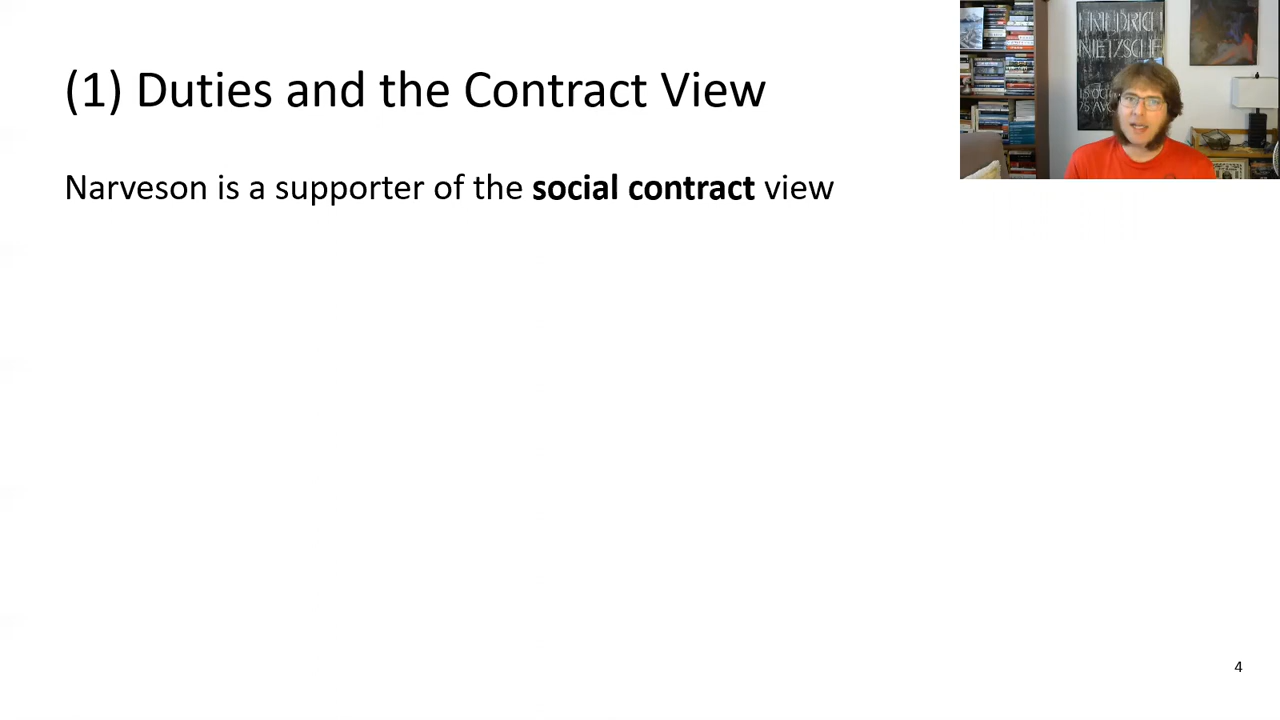 (1) Duties and the Contract View
Narveson is a supporter of the social contract view
FRIEDRICH
NIETZSCHE
4